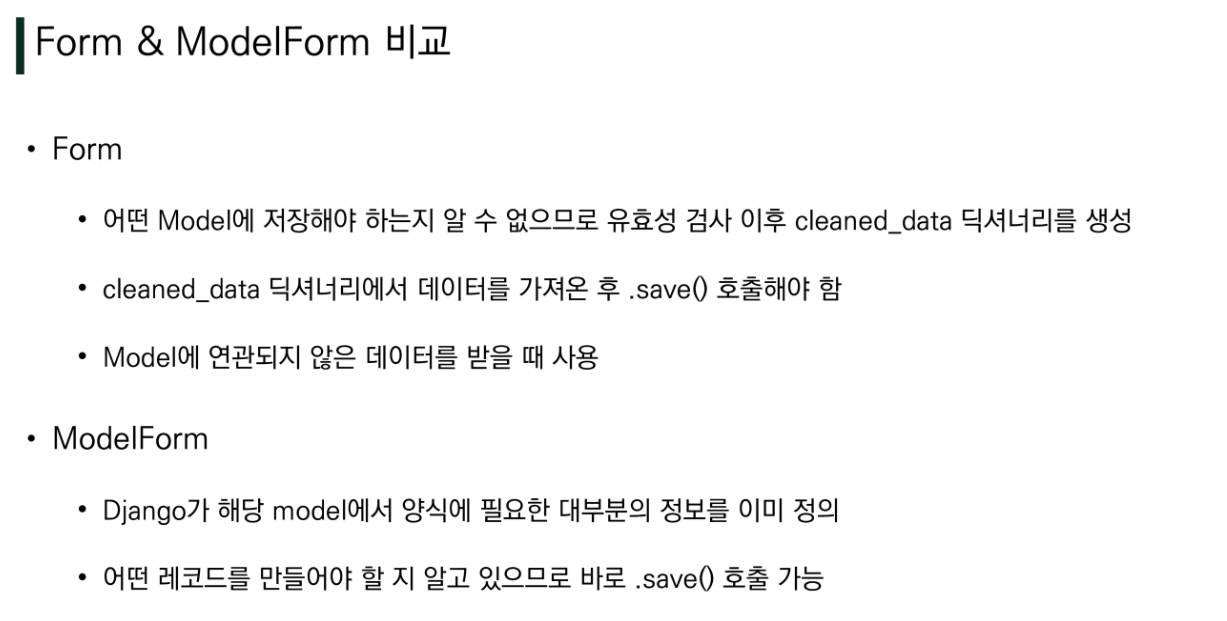 Form & ModelForm 비교
• Form
• 어떤 Model에 저장해야 하는지 알 수 없으므로 유효성 검사 이후 cleaned_data 딕셔너리를 생성
• cleaned_data 딕셔너리에서 데이터를 가져온 후 .save() 호출해야 함
• Model에 연관되지 않은 데이터를 받을 때 사용
• ModelForm
• Django가 해당 model에서 양식에 필요한 대부분의 정보를 이미 정의
• 어떤 레코드를 만들어야 할 지 알고 있으므로 바로 .save() 호출 가능